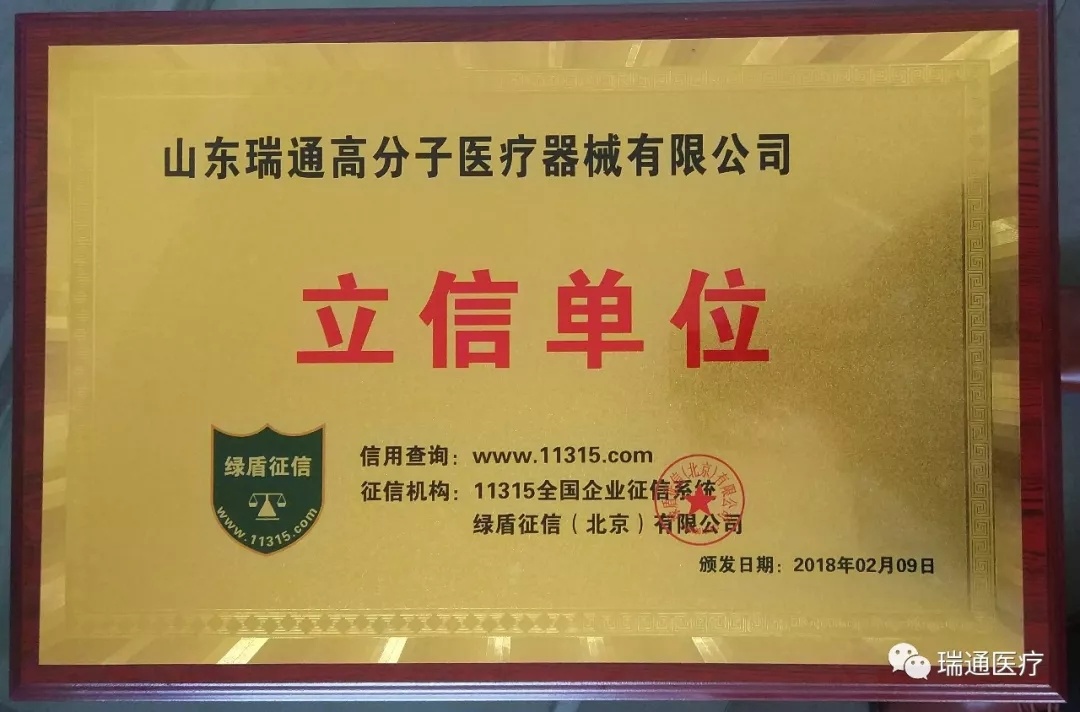 山东瑞通高分子医疗器械有限公司
立信单位
绿盾征信
www.11315.com
信用查询：www.11315.com
征信机构：11315全国企业征信系统
绿盾征信（北京）有限公司
颁发日期：2018年02月09日
瑞通医疗